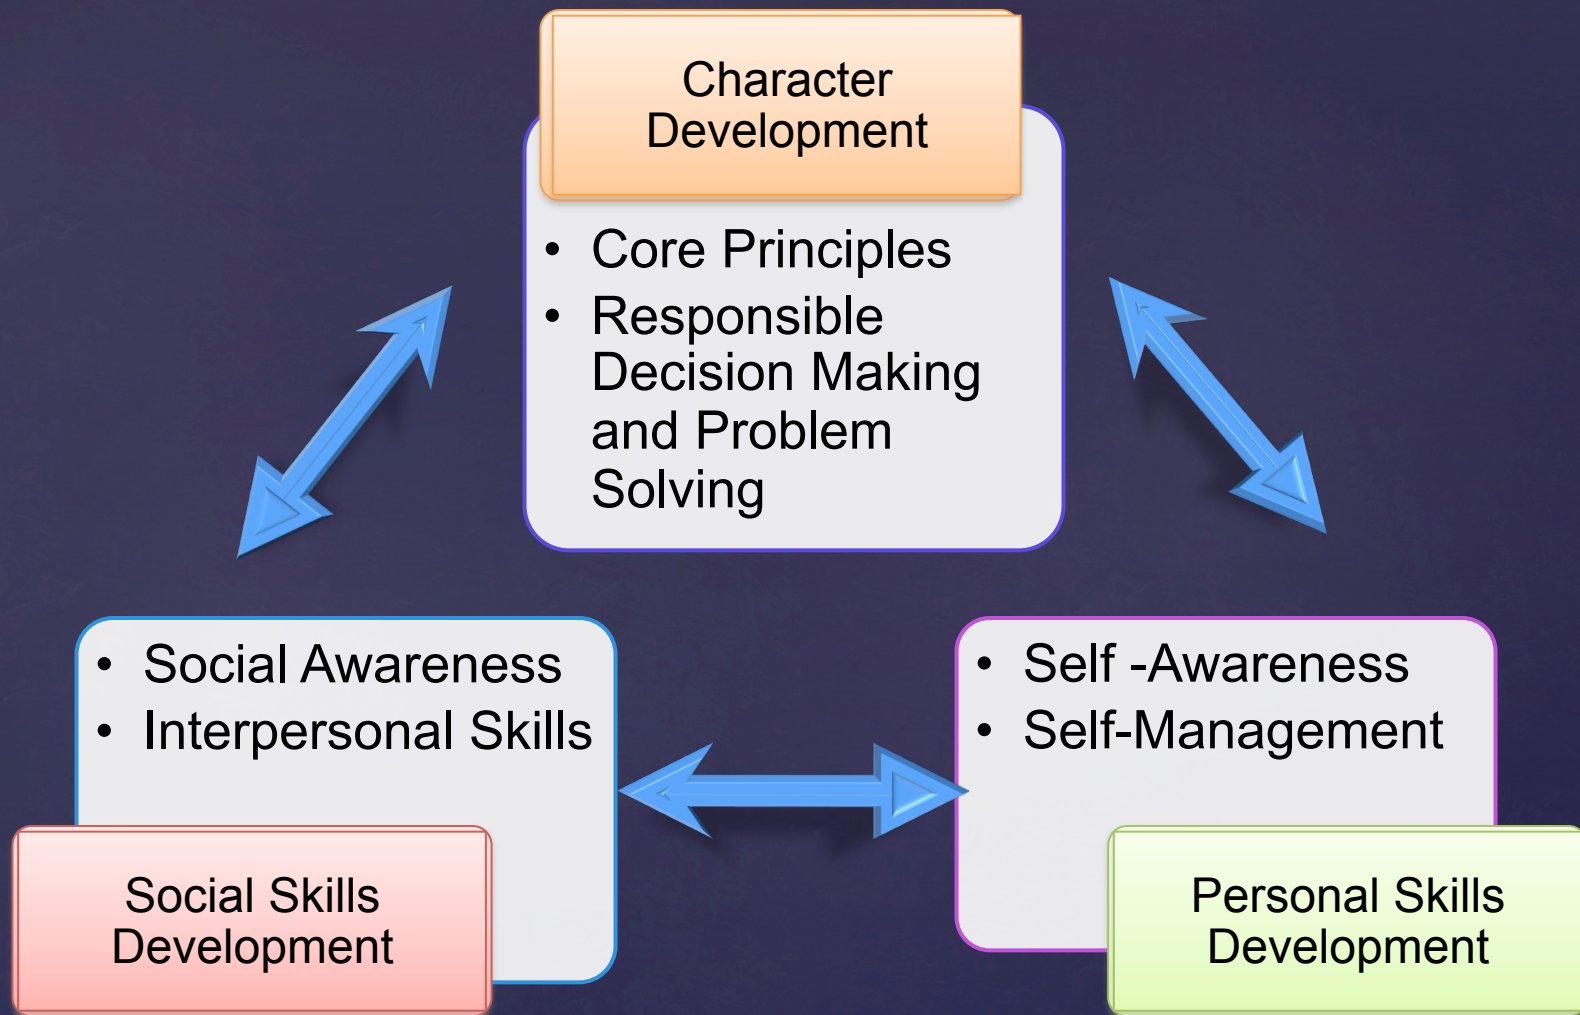 Character
Development
• Core Principles
• Responsible
Decision Making
and Problem
Solving
• Social Awareness
• Interpersonal Skills
Social Skills
Development
• Self -Awareness
• Self-Management
Personal Skills
Development